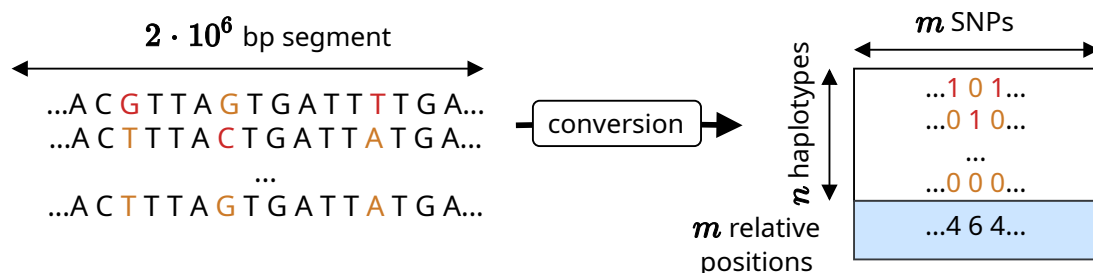 2 · 10⁶ bp segment
...A C G T T A G T G A T T T T G A...
...A C T T T A C T G A T T A T G A...
...
...A C T T T A G T G A T T A T G A...
conversion
m SNPs
n haplotypes
...1 0 1...
...0 1 0...
...
...0 0 0...
m relative
positions
...4 6 4...